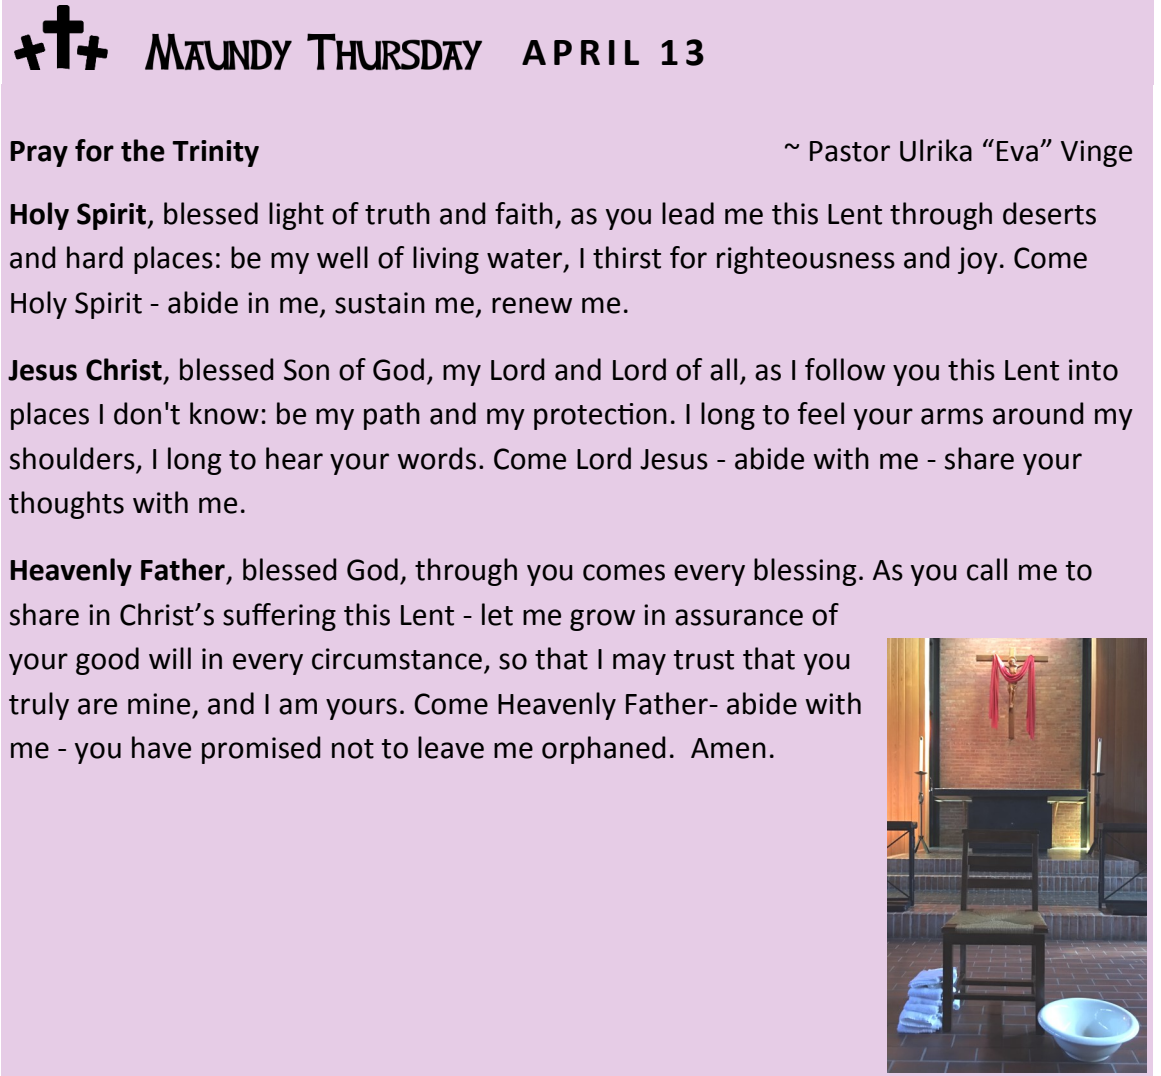 Maundy Thursday APRIL 13
Pray for the Trinity ~ Pastor Ulrika “Eva” Vinge
Holy Spirit, blessed light of truth and faith, as you lead me this Lent through deserts
and hard places: be my well of living water, I thirst for righteousness and joy. Come
Holy Spirit - abide in me, sustain me, renew me.
Jesus Christ, blessed Son of God, my Lord and Lord of all, as I follow you this Lent into
places I don't know: be my path and my protection. I long to feel your arms around my
shoulders, I long to hear your words. Come Lord Jesus - abide with me - share your
thoughts with me.
Heavenly Father, blessed God, through you comes every blessing. As you call me to
share in Christ’s suffering this Lent - let me grow in assurance of
your good will in every circumstance, so that I may trust that you
truly are mine, and I am yours. Come Heavenly Father- abide with
me - you have promised not to leave me orphaned.  Amen.